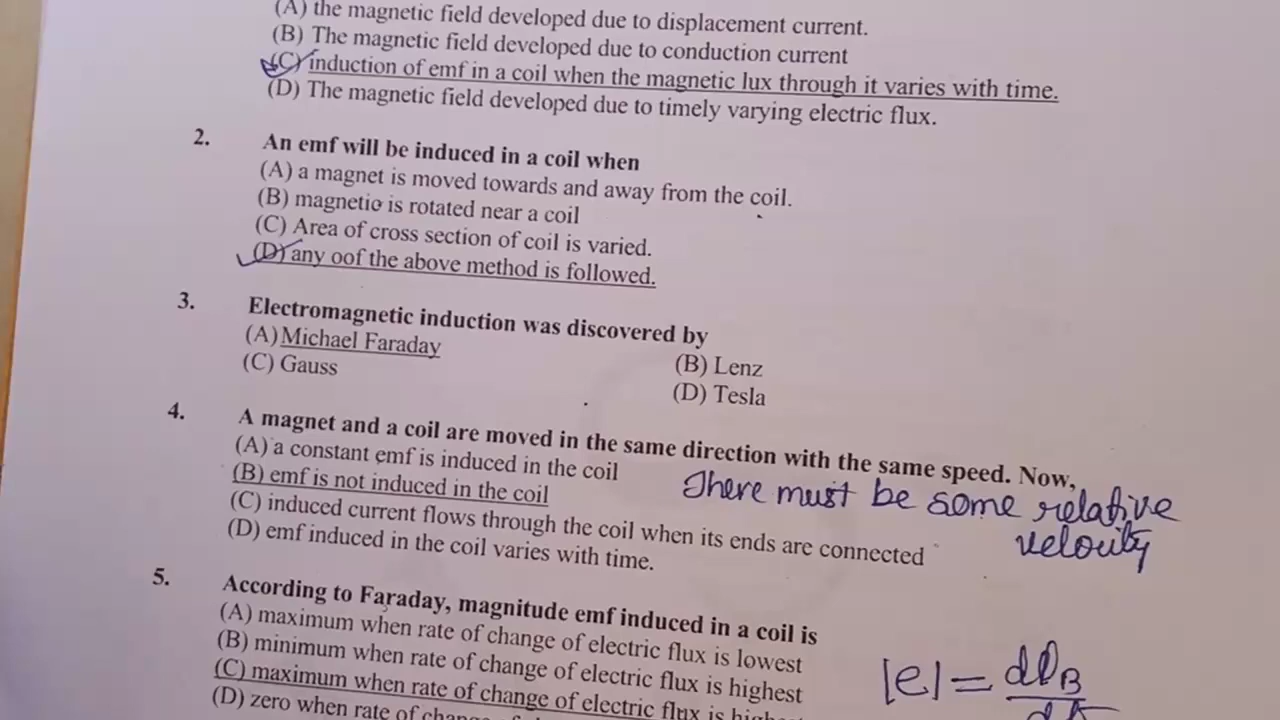 (A) the magnetic field developed due to displacement current.
(B) The magnetic field developed due to conduction current
(C) induction of emf in a coil when the magnetic lux through it varies with time.
(D) The magnetic field developed due to timely varying electric flux.
2. An emf will be induced in a coil when
(A) a magnet is moved towards and away from the coil.
(B) magnetic is rotated near a coil
(C) Area of cross section of coil is varied.
(D) any oof the above method is followed.
3. Electromagnetic induction was discovered by
(A) Michael Faraday
(B) Lenz
(C) Gauss
(D) Tesla
4. A magnet and a coil are moved in the same direction with the same speed. Now,
(A) a constant emf is induced in the coil
(B) emf is not induced in the coil
There must be some relative
velocity
(C) induced current flows through the coil when its ends are connected
(D) emf induced in the coil varies with time.
5. According to Faraday, magnitude emf induced in a coil is
(A) maximum when rate of change of electric flux is lowest
(B) minimum when rate of change of electric flux is highest
(C) maximum when rate of change of electric flux is
(D) zero when rate of
|e| =